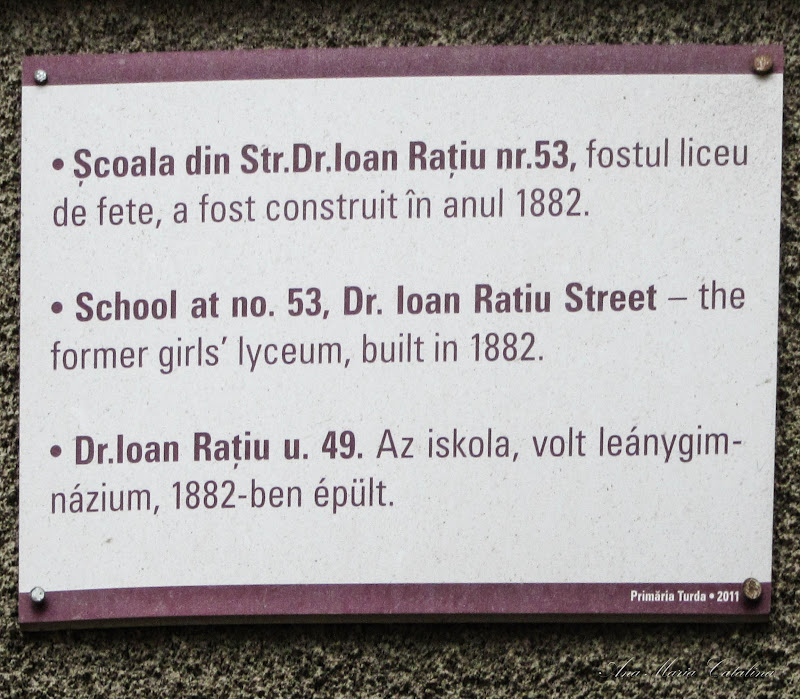 • Școala din Str.Dr.Ioan Rațiu nr.53, fostul liceu
de fete, a fost construit în anul 1882.
• School at no. 53, Dr. Ioan Ratiu Street – the
former girls’ lyceum, built in 1882.
• Dr.Ioan Rațiu u. 49. Az iskola, volt leánygim-
názium, 1882-ben épült.
Primăria Turda • 2011
Ana-Maria Catalina